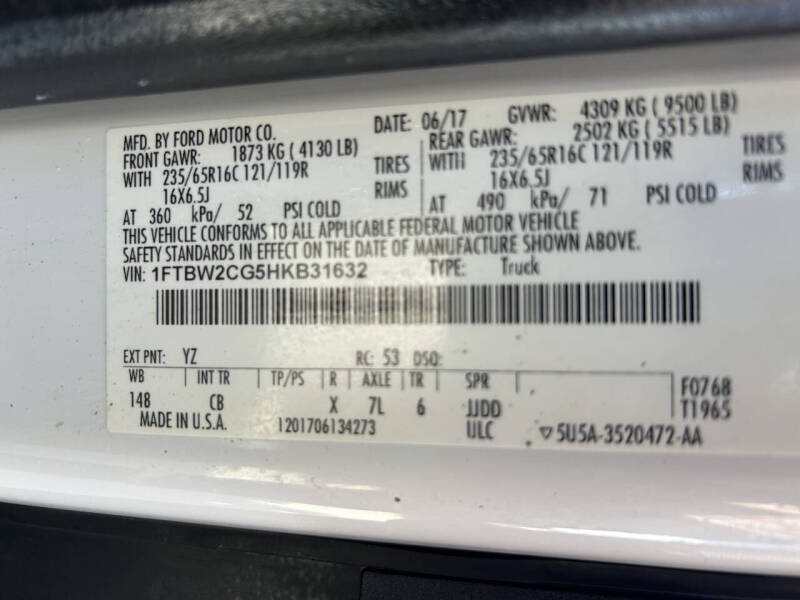 MFD. BY FORD MOTOR CO. DATE: 06/17 GVWR: 4309 KG ( 9500 LB)
FRONT GAWR: 1873 KG ( 4130 LB) REAR GAWR: 2502 KG ( 5515 LB)
WITH 235/65R16C 121/119R TIRES WITH 235/65R16C 121/119R TIRES
16X6.5J RIMS 16X6.5J RIMS
AT 360 kPa/ 52 PSI COLD AT 490 kPa/ 71 PSI COLD
THIS VEHICLE CONFORMS TO ALL APPLICABLE FEDERAL MOTOR VEHICLE
SAFETY STANDARDS IN EFFECT ON THE DATE OF MANUFACTURE SHOWN ABOVE.
VIN: 1FTBW2CG5HKB31632 TYPE: Truck
EXT PNT: YZ RC: 53 DSO:
WB INT TR TP/PS R AXLE TR SPR F0768
148 CB X 7L 6 JJDD T1965
MADE IN U.S.A. 1201706134273 ULC ▽5U5A-3520472-AA